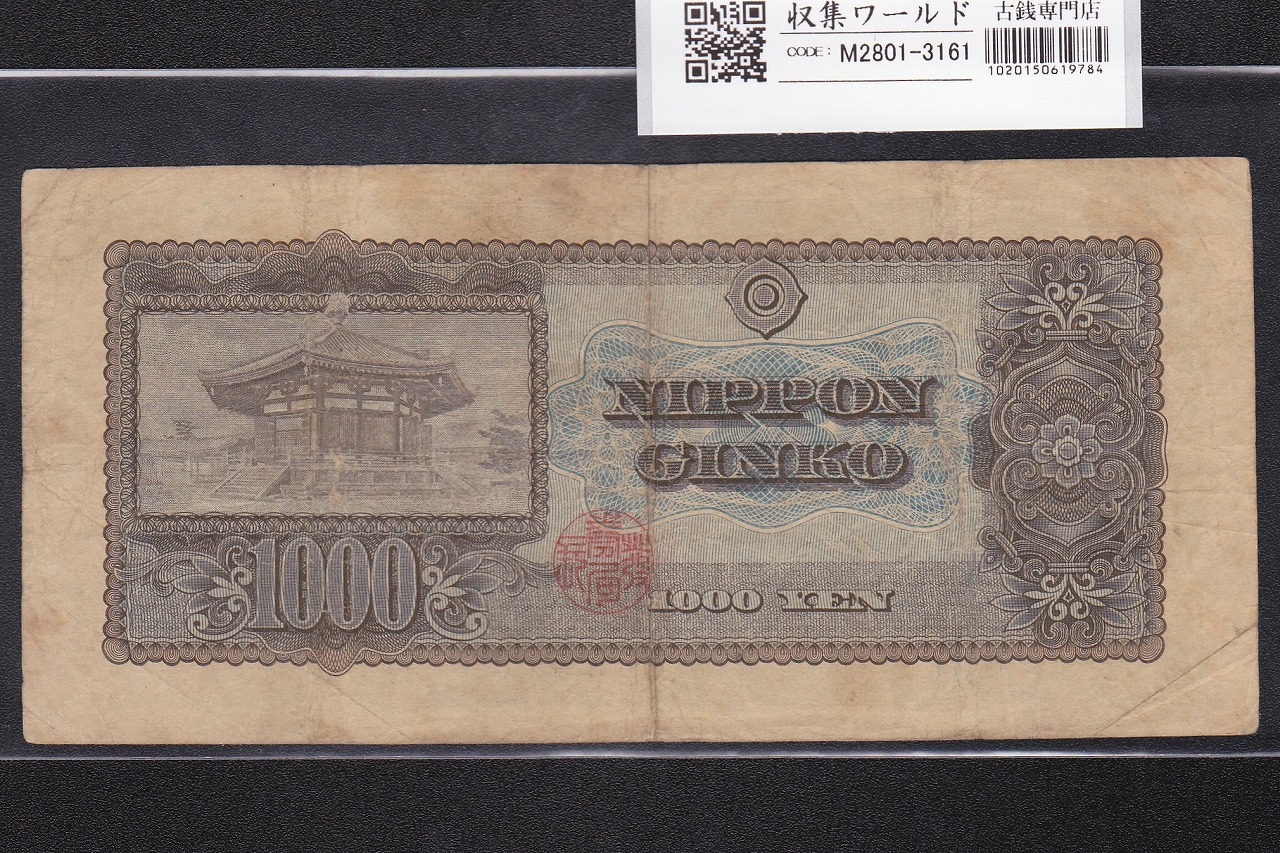 収集ワールド 古銭専門店
CODE: M2801-3161
1020150619784
NIPPON
GINKO
1000
1000 YEN